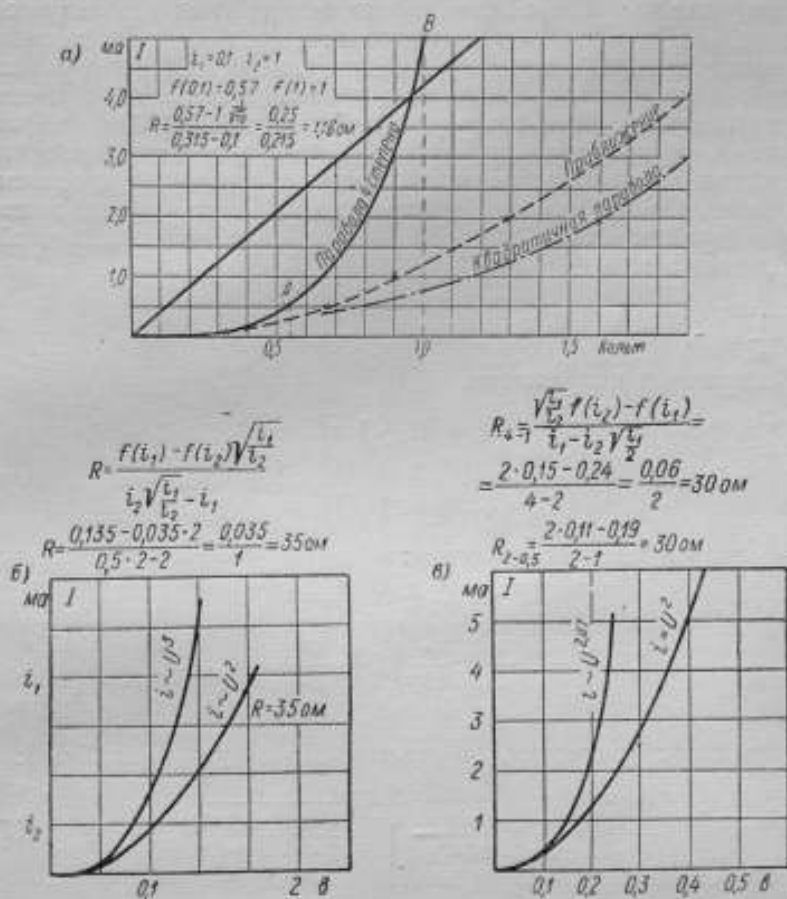 а)
ма I
B
i₁=0,1 i₂=1
f(0,1)=0,57 f(1)=1
R= (0,57-1 )/(0,315-0,1) = 0,25/0,215 = 1,16 ом
4,0
3,0
2,0
1,0
Парабола степени
Приближение
квадратичная парабола
0,5 1,0 1,5 Вольт
R= (f(i₁)-f(i₂)√(i₁/i₂))/(i₂√(i₁/i₂)-i₁)
R= (0,135-0,035·2)/(0,5·2-2) = 0,035/1 = 35 ом
R₄₌₁= (√(i₁/i₂) f(i₂)-f(i₁))/(i₁-i₂√(i₁/2)) =
= (2·0,15-0,24)/(4-2) = 0,06/2 = 30 ом
R₂₋₀,₅= (2·0,11-0,19)/(2-1) = 30 ом
б)
ма I
i₁
i₂
i~U³
i~U²
R=35ом
0,1 2 в
в)
ма I
5
4
3
2
1
i=U²
0,1 0,2 0,3 0,4 0,5 в